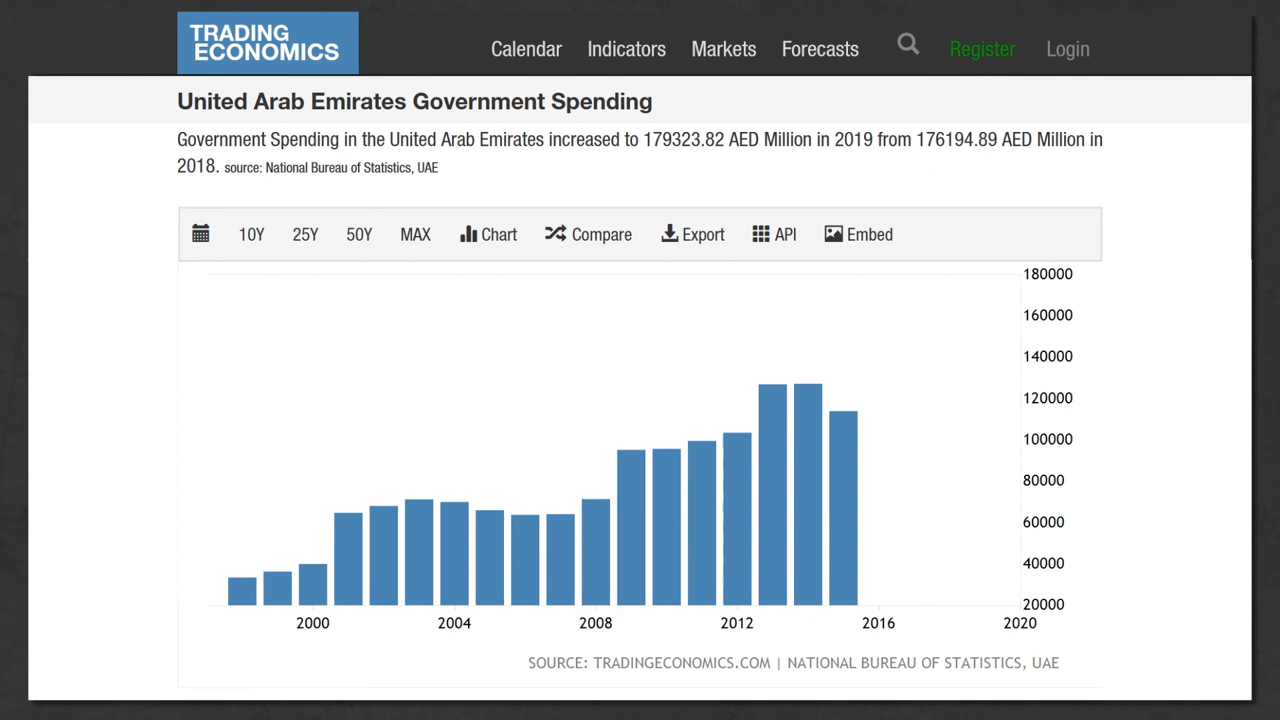 TRADING
ECONOMICS
Calendar Indicators Markets Forecasts Register Login
United Arab Emirates Government Spending
Government Spending in the United Arab Emirates increased to 179323.82 AED Million in 2019 from 176194.89 AED Million in
2018. source: National Bureau of Statistics, UAE
10Y 25Y 50Y MAX Chart Compare Export API Embed
180000
160000
140000
120000
100000
80000
60000
40000
20000
2000 2004 2008 2012 2016 2020
SOURCE: TRADINGECONOMICS.COM | NATIONAL BUREAU OF STATISTICS, UAE